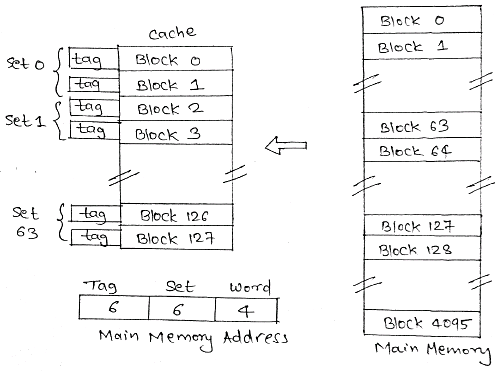 cache
set 0
tag Block 0
tag Block 1
set 1
tag Block 2
tag Block 3
set 63
tag Block 126
tag Block 127
Tag Set word
6 6 4
Main Memory Address
Block 0
Block 1
Block 63
Block 64
Block 127
Block 128
Block 4095
Main Memory